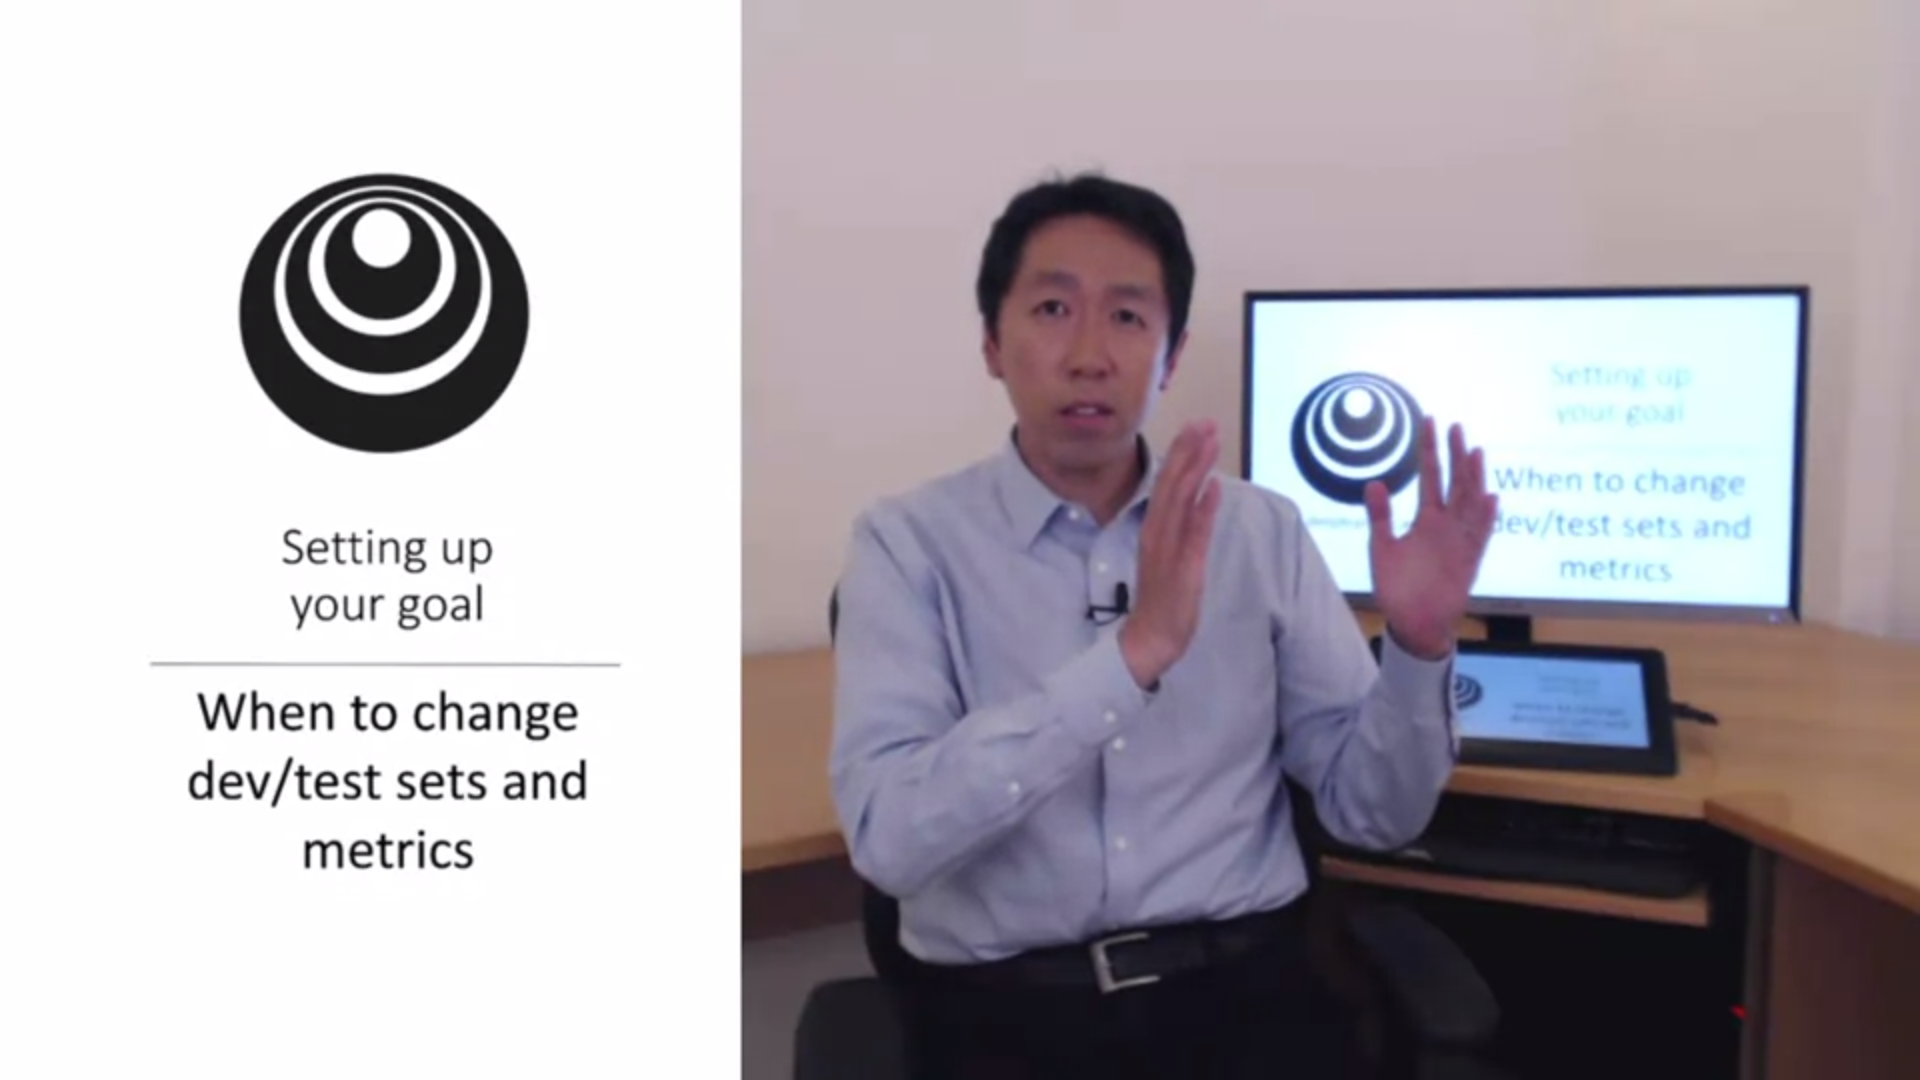 Setting up
your goal
When to change
dev/test sets and
metrics
Setting up
your goal
When to change
dev/test sets and
metrics